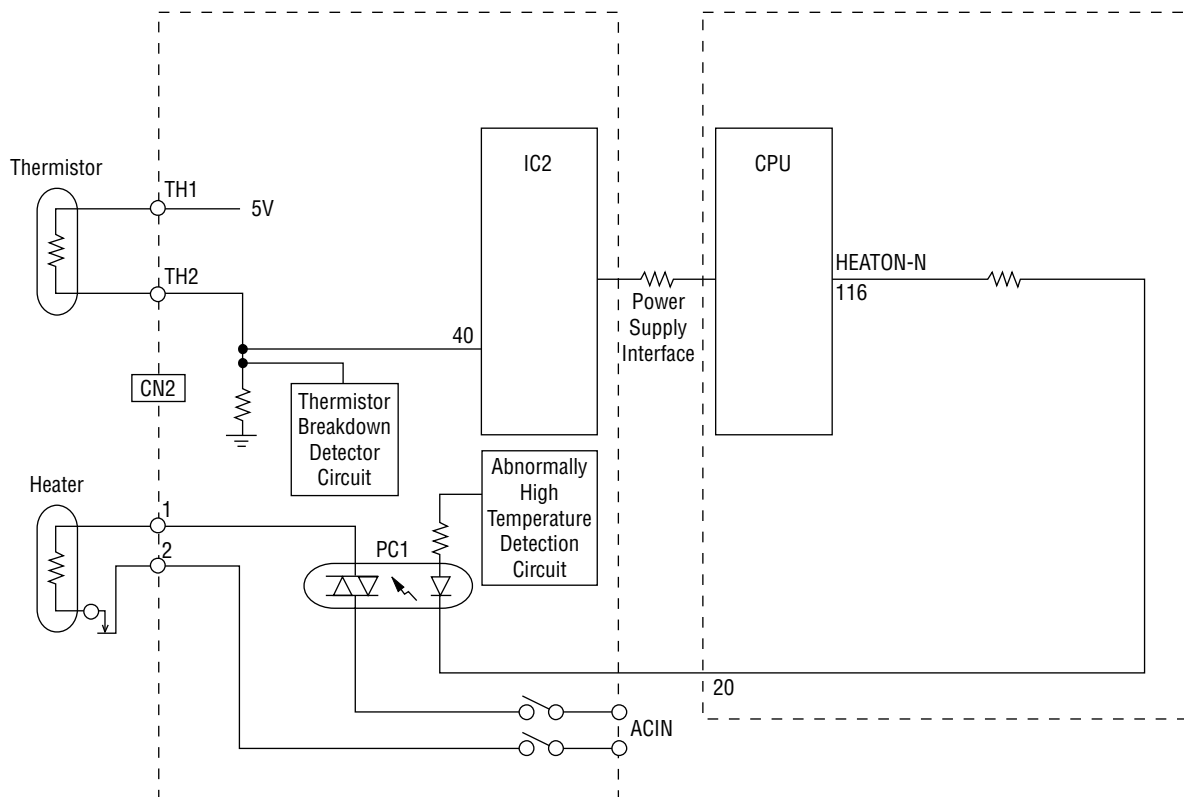 Thermistor
TH1
5V
TH2
IC2
CPU
HEATON-N
116
Power
Supply
Interface
40
CN2
Thermistor
Breakdown
Detector
Circuit
Abnormally
High
Temperature
Detection
Circuit
Heater
1
2
PC1
20
ACIN